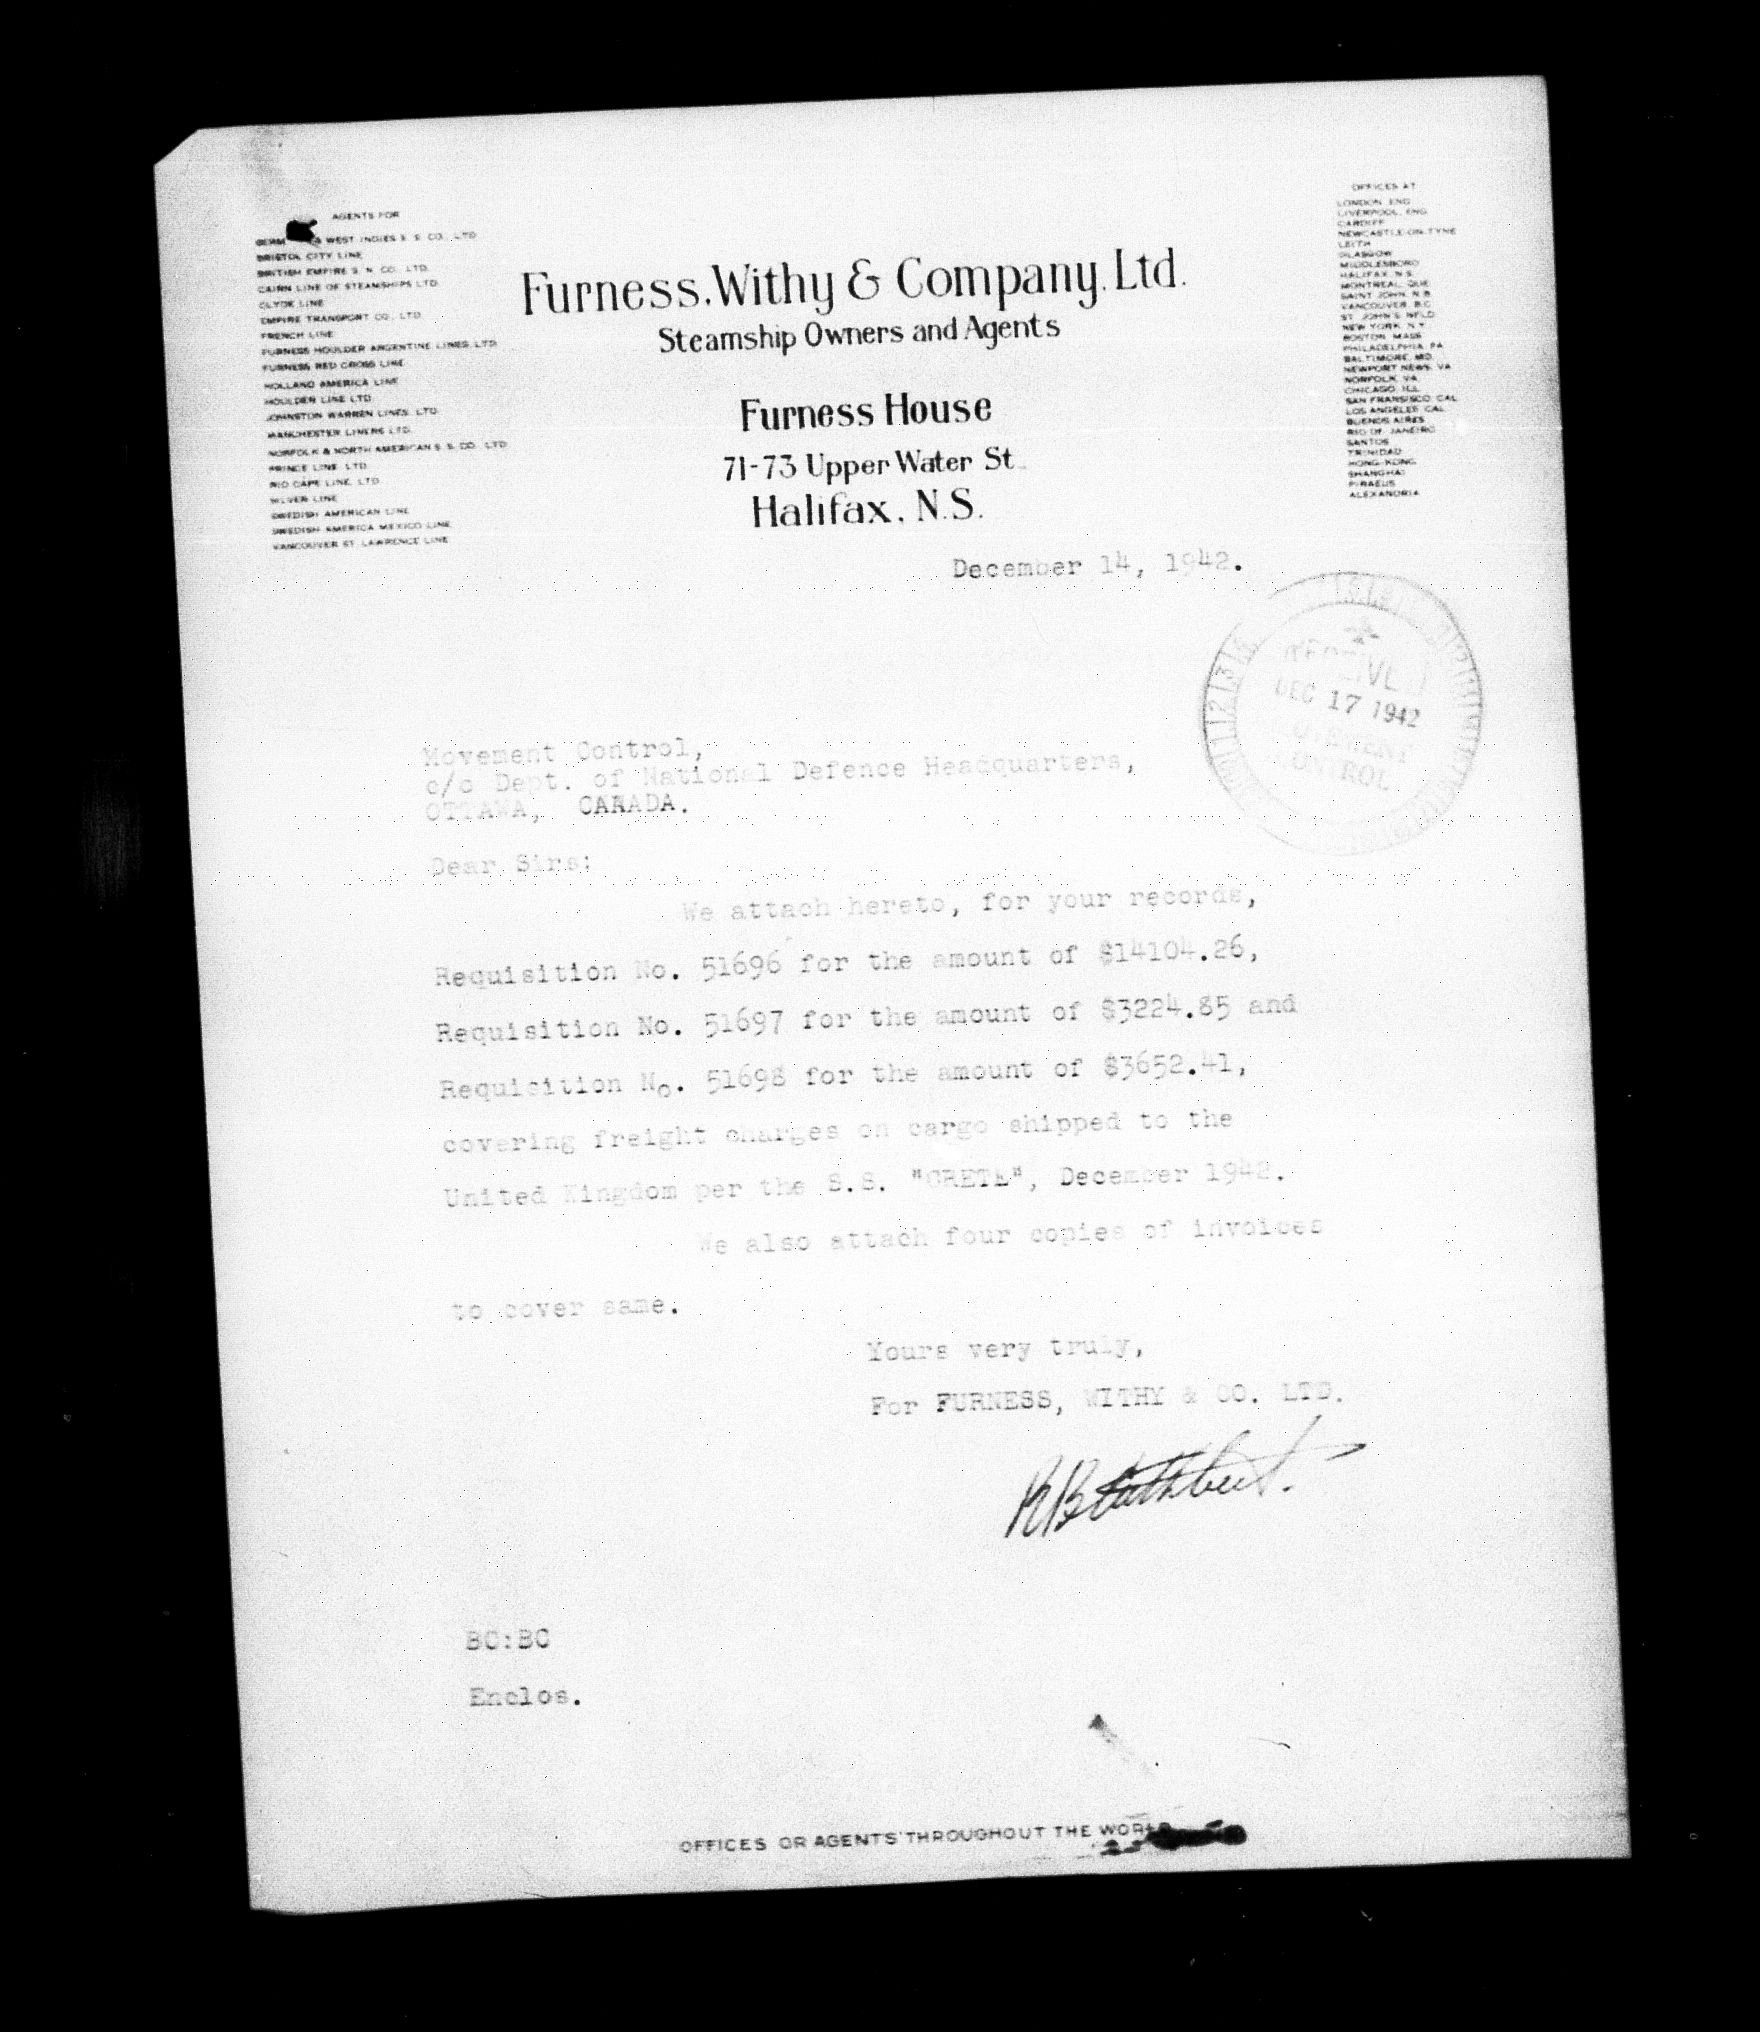 AGENTS FOR
WEST INDIES S. S. CO., LTD.
BRISTOL CITY LINE
BRITISH EMPIRE S. N. CO. LTD.
CAIRN LINE OF STEAMSHIPS LTD.
CLYDE LINE
EMPIRE TRANSPORT CO., LTD.
FRENCH LINE
FURNESS HOULDER ARGENTINE LINES, LTD.
FURNESS RED CROSS LINE
HOLLAND AMERICA LINE
HOULDER LINE LTD.
JOHNSTON WARREN LINES, LTD.
MANCHESTER LINERS LTD.
NORFOLK & NORTH AMERICAN S. S. CO. LTD.
PRINCE LINE, LTD.
RIO CAPE LINE, LTD.
SILVER LINE
SWEDISH AMERICAN LINE
SWEDISH AMERICA MEXICO LINE
VANCOUVER ST. LAWRENCE LINE
Furness, Withy & Company, Ltd.
Steamship Owners and Agents
Furness House
71-73 Upper Water St.
Halifax, N.S.
OFFICES AT
LONDON, ENG.
LIVERPOOL, ENG.
CARDIFF
NEWCASTLE-ON-TYNE
LEITH
GLASGOW
MIDDLESBORO
HALIFAX, N.S.
MONTREAL, QUE.
SAINT JOHN, N.B.
VANCOUVER, B.C.
ST. JOHN'S NFLD
NEW YORK, N.Y.
BOSTON, MASS.
PHILADELPHIA, PA.
BALTIMORE, MD.
NEWPORT NEWS, VA.
NORFOLK, VA.
CHICAGO, ILL.
SAN FRANSISCO, CAL.
LOS ANGELES, CAL.
BUENOS AIRES
RIO DE JANEIRO
SANTOS
TRINIDAD
HONG-KONG
SHANGHAI
PIRAEUS
ALEXANDRIA
December 14, 1942.
DEC 17 1942
MOVEMENT
CONTROL
Movement Control,
c/o Dept. of National Defence Headquarters,
OTTAWA, CANADA.
Dear Sirs:
We attach hereto, for your records,
Requisition No. 51696 for the amount of $14104.26,
Requisition No. 51697 for the amount of $3224.85 and
Requisition No. 51698 for the amount of $3652.41,
covering freight charges on cargo shipped to the
United Kingdom per the S.S. "CRETE", December 1942.
We also attach four copies of invoices
to cover same.
Yours very truly,
For FURNESS, WITHY & CO. LTD.
BC:BC
Enclos.
OFFICES OR AGENTS THROUGHOUT THE WORLD